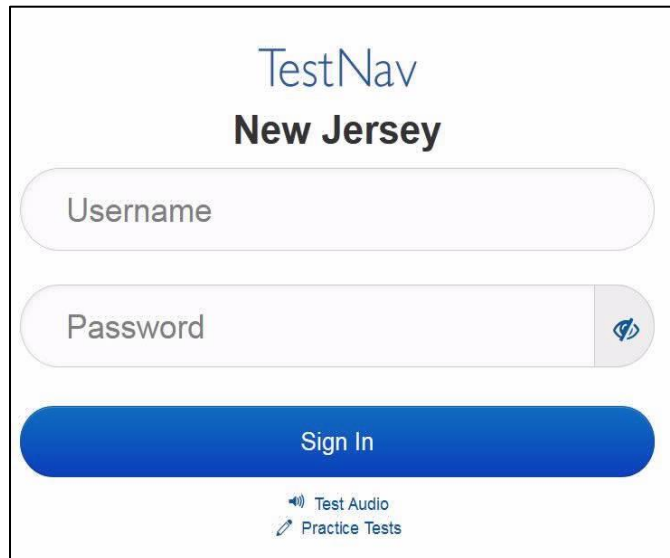 TestNav
New Jersey
Username
Password
Sign In
Test Audio
Practice Tests